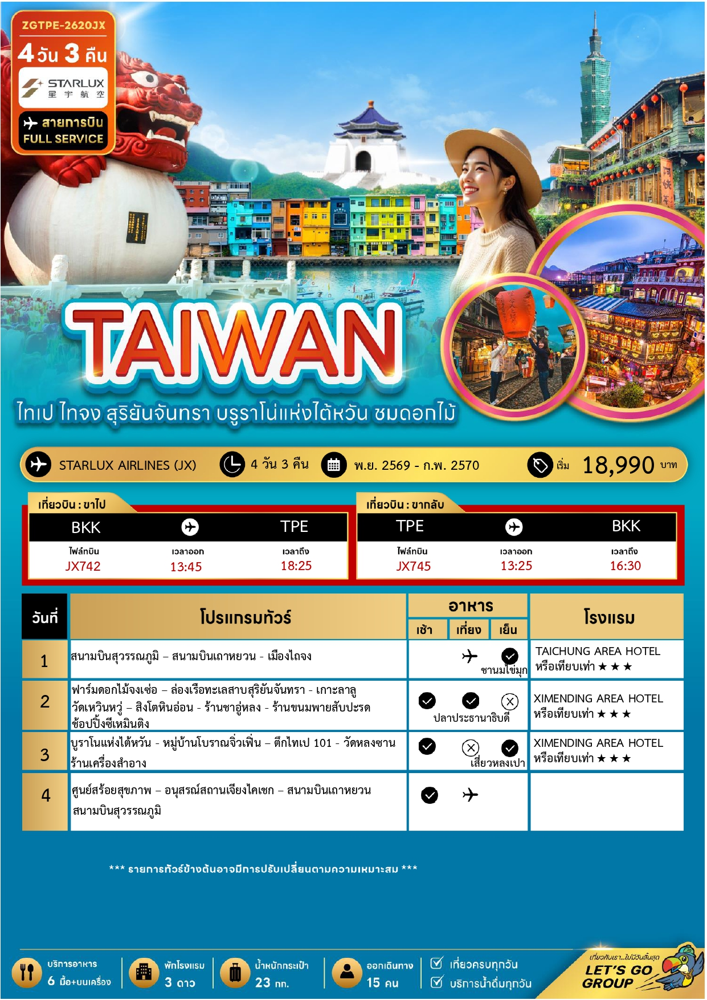 ZGTPE-2620JX
4 วัน 3 คืน
STARLUX
星宇航空
สายการบิน
FULL SERVICE
TAIWAN
ไทเป ไทจง สุริยันจันทรา บรูราโน่แห่งไต้หวัน ชมดอกไม้
STARLUX AIRLINES (JX) 4 วัน 3 คืน พ.ย. 2569 - ก.พ. 2570 เริ่ม 18,990 บาท
เที่ยวบิน : ขาไป
BKK TPE
ไฟล์ทบิน เวลาออก เวลาถึง
JX742 13:45 18:25
เที่ยวบิน : ขากลับ
TPE BKK
ไฟล์ทบิน เวลาออก เวลาถึง
JX745 13:25 16:30
วันที่ โปรแกรมทัวร์ อาหาร โรงแรม
เช้า เที่ยง เย็น
1 สนามบินสุวรรณภูมิ – สนามบินเถาหยวน - เมืองไถจง
ชานมไข่มุก
TAICHUNG AREA HOTEL
หรือเทียบเท่า ★ ★ ★
2 ฟาร์มดอกไม้จงเซ่อ – ล่องเรือทะเลสาบสุริยันจันทรา - เกาะลาลู
วัดเหวินหวู่ – สิงโตหินอ่อน - ร้านชาอู่หลง - ร้านขนมพายสับปะรด
ช้อปปิ้งซีเหมินติง
ปลาประธานาธิบดี
XIMENDING AREA HOTEL
หรือเทียบเท่า ★ ★ ★
3 บูราโนแห่งไต้หวัน - หมู่บ้านโบราณจิ่วเฟิ่น – ตึกไทเป 101 - วัดหลงซาน
ร้านเครื่องสำอาง
เสี่ยวหลงเปา
XIMENDING AREA HOTEL
หรือเทียบเท่า ★ ★ ★
4 ศูนย์สร้อยสุขภาพ – อนุสรณ์สถานเจียงไคเชก – สนามบินเถาหยวน
สนามบินสุวรรณภูมิ
*** รายการทัวร์ข้างต้นอาจมีการปรับเปลี่ยนตามความเหมาะสม ***
บริการอาหาร
6 มื้อ+บนเครื่อง
พักโรงแรม
3 ดาว
น้ำหนักกระเป๋า
23 กก.
ออกเดินทาง
15 คน
เที่ยวครบทุกวัน
บริการน้ำดื่มทุกวัน
เที่ยวกับเรา...ไม่มีวันสิ้นสุด
LET'S GO
GROUP